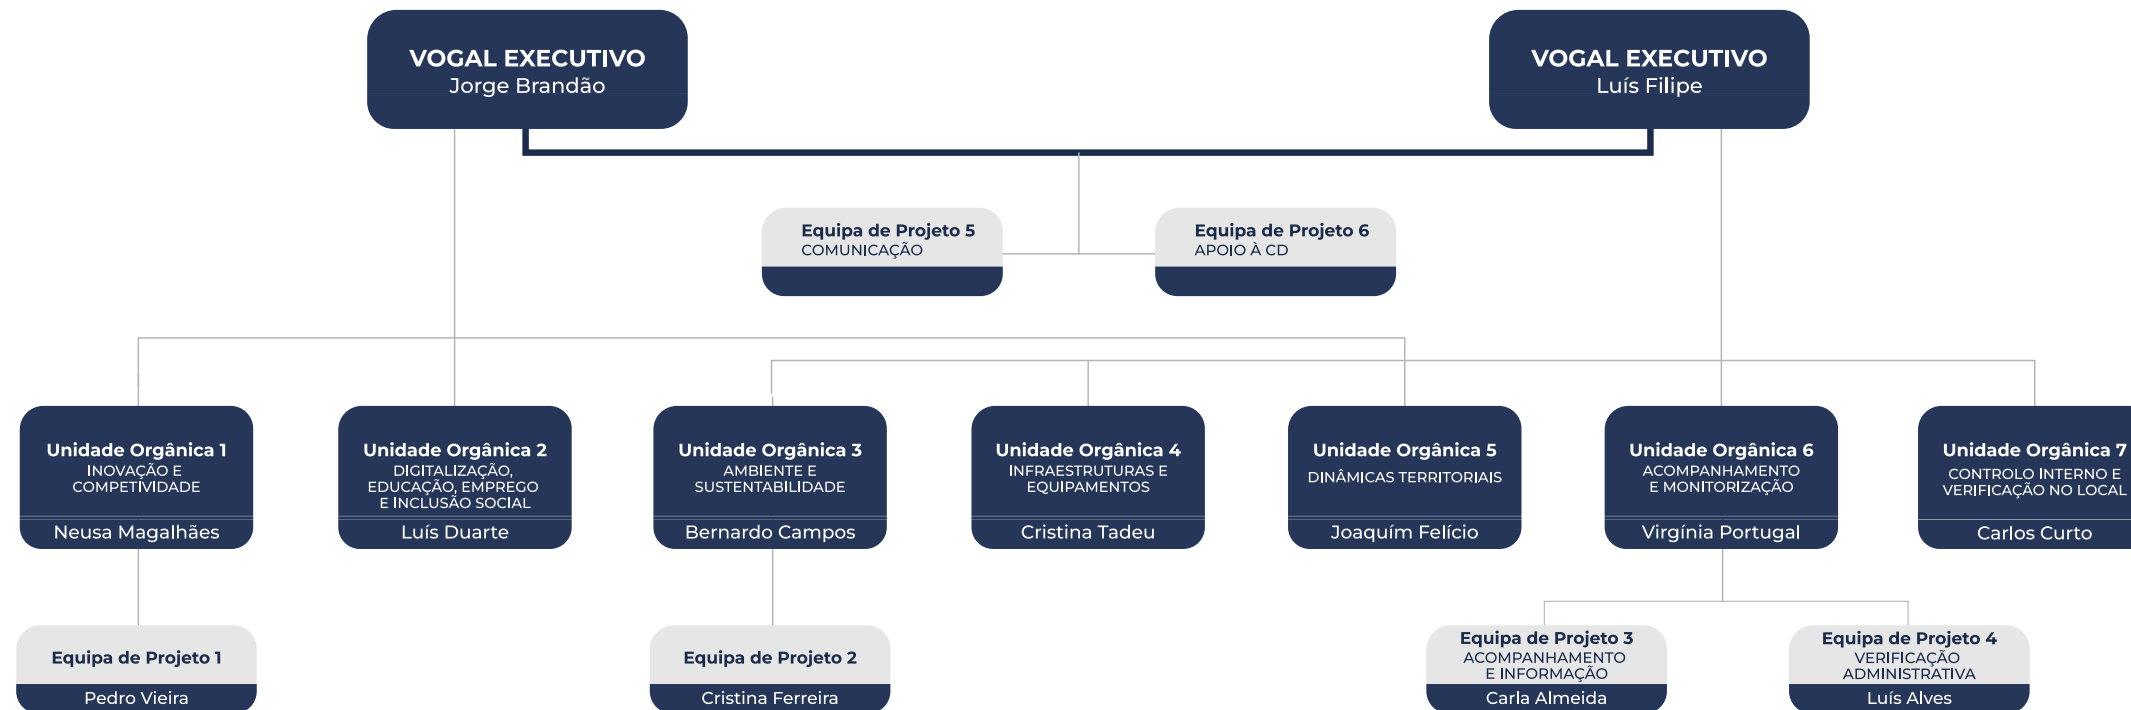 VOGAL EXECUTIVO
Jorge Brandão
VOGAL EXECUTIVO
Luís Filipe
Equipa de Projeto 5
COMUNICAÇÃO
Equipa de Projeto 6
APOIO À CD
Unidade Orgânica 1
INOVAÇÃO E
COMPETIVIDADE
Neusa Magalhães
Unidade Orgânica 2
DIGITALIZAÇÃO,
EDUCAÇÃO, EMPREGO
E INCLUSÃO SOCIAL
Luís Duarte
Unidade Orgânica 3
AMBIENTE E
SUSTENTABILIDADE
Bernardo Campos
Unidade Orgânica 4
INFRAESTRUTURAS E
EQUIPAMENTOS
Cristina Tadeu
Unidade Orgânica 5
DINÂMICAS TERRITORIAIS
Joaquím Felício
Unidade Orgânica 6
ACOMPANHAMENTO
E MONITORIZAÇÃO
Virgínia Portugal
Unidade Orgânica 7
CONTROLO INTERNO E
VERIFICAÇÃO NO LOCAL
Carlos Curto
Equipa de Projeto 1
Pedro Vieira
Equipa de Projeto 2
Cristina Ferreira
Equipa de Projeto 3
ACOMPANHAMENTO
E INFORMAÇÃO
Carla Almeida
Equipa de Projeto 4
VERIFICAÇÃO
ADMINISTRATIVA
Luís Alves